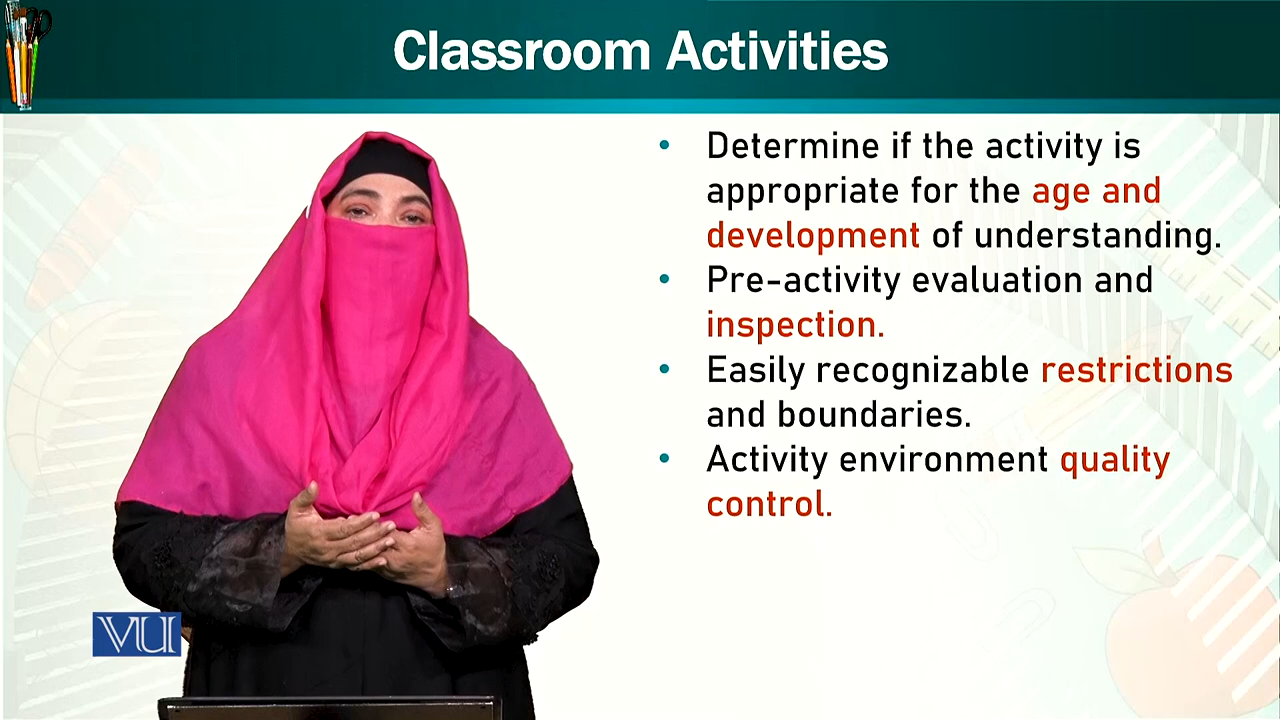 Classroom Activities
• Determine if the activity is
appropriate for the age and
development of understanding.
• Pre-activity evaluation and
inspection.
• Easily recognizable restrictions
and boundaries.
• Activity environment quality
control.
VU